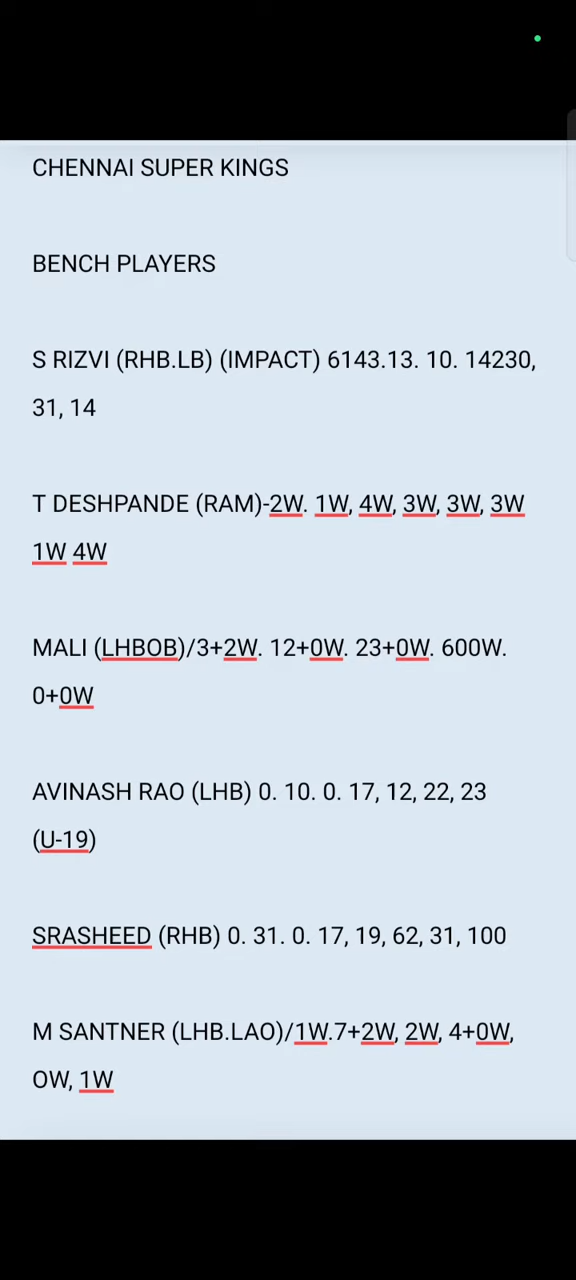 CHENNAI SUPER KINGS
BENCH PLAYERS
S RIZVI (RHB.LB) (IMPACT) 6143.13. 10. 14230,
31, 14
T DESHPANDE (RAM)-2W. 1W, 4W, 3W, 3W, 3W
1W 4W
MALI (LHBOB)/3+2W. 12+0W. 23+0W. 600W.
0+0W
AVINASH RAO (LHB) 0. 10. 0. 17, 12, 22, 23
(U-19)
SRASHEED (RHB) 0. 31. 0. 17, 19, 62, 31, 100
M SANTNER (LHB.LAO)/1W.7+2W, 2W, 4+0W,
OW, 1W